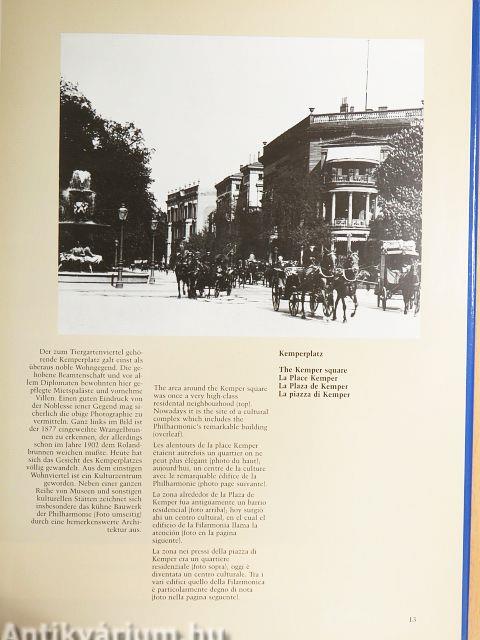 Der zum Tiergartenviertel gehö-
rende Kemperplatz galt einst als
überaus noble Wohngegend. Die ge-
hobene Beamtenschaft und vor al-
lem Diplomaten bewohnten hier ge-
pflegte Mietspaläste und vornehme
Villen. Einen guten Eindruck von
der Noblesse jener Gegend mag si-
cherlich die obige Photographie zu
vermitteln. Ganz links im Bild ist
der 1877 eingeweihte Wrangelbrun-
nen zu erkennen, der allerdings
schon im Jahre 1902 dem Roland-
brunnen weichen mußte. Heute hat
sich das Gesicht des Kemperplatzes
völlig gewandelt. Aus dem einstigen
Wohnviertel ist ein Kulturzentrum
geworden. Neben einer ganzen
Reihe von Museen und sonstigen
kulturellen Stätten zeichnet sich
insbesondere das kühne Bauwerk
der Philharmonie (Foto umseitig)
durch eine bemerkenswerte Archi-
tektur aus.
The area around the Kemper square
was once a very high-class
residental neighbourhood (top).
Nowadays it is the site of a cultural
complex which includes the
Philharmonic's remarkable building
(overleaf).
Les alentours de la place Kemper
étaient autrefois un quartier on ne
peut plus élégant (photo du haut);
aujourd'hui, un centre de la culture
avec le remarquable édifice de la
Philharmonie (photo page suivante).
La zona alrededor de la Plaza de
Kemper fua antiguamente un barrio
residencial (foto arriba); hoy surgió
ahí un centro cultural, en el cual el
edificio de la Filarmonía llama la
atención (foto en la pagina
siguente).
La zona nei pressi della piazza di
Kemper era un quartiere
residenziale (foto sopra); oggi è
diventata un centro culturale. Tra i
vari edifici quello della Filarmonica
è particolarmente degno di nota
(foto nella pagina seguente).
Kemperplatz
The Kemper square
La Place Kemper
La Plaza de Kemper
La piazza di Kemper
13
Antikvárium.hu